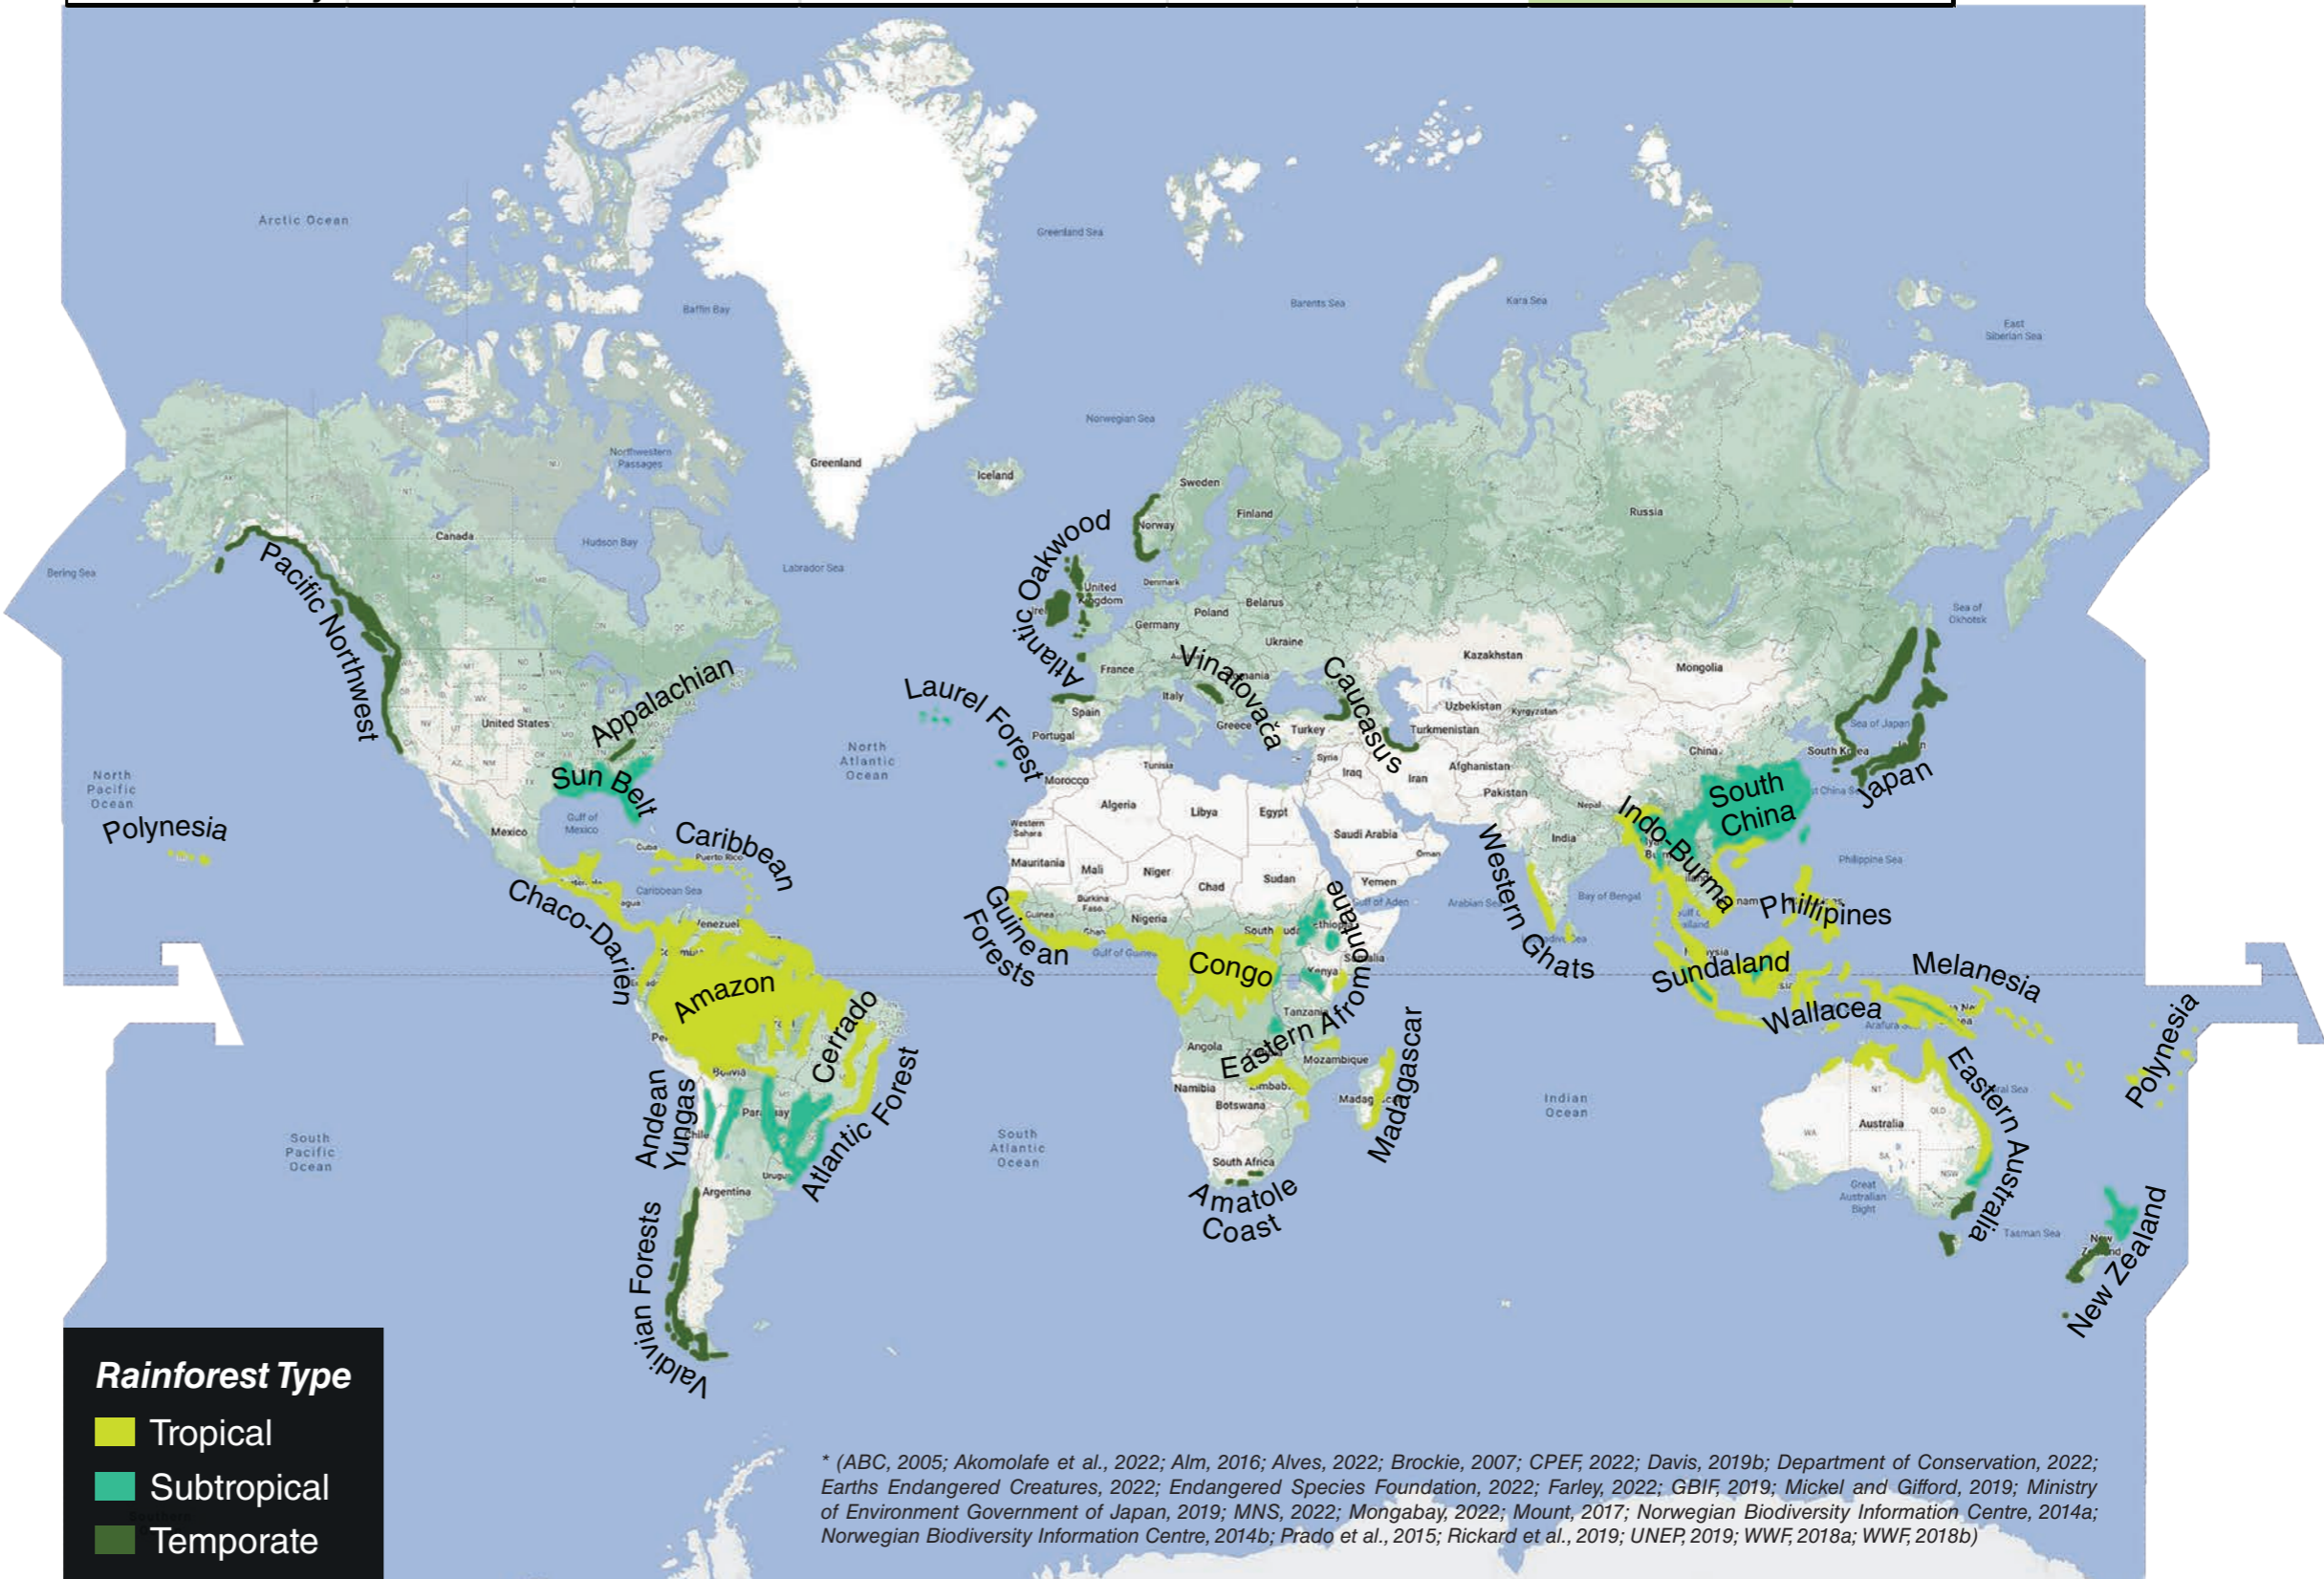 Arctic Ocean
Greenland Sea
Baffin Bay
Barents Sea
Kara Sea
East
Siberian Sea
Norwegian Sea
Northwestern
Passages
Greenland
Iceland
Sweden
Finland
Norway
Russia
Canada
Hudson Bay
Labrador Sea
Bering Sea
Sea of
Okhotsk
Atlantic Oakwood
United
Kingdom
Denmark
Belarus
Poland
Germany
Ukraine
France
Kazakhstan
Mongolia
Pacific Northwest
Appalachian
Laurel Forest
Vinatovača
Caucasus
Italy
Spain
Portugal
Greece
Turkey
Uzbekistan
Kyrgyzstan
Turkmenistan
United States
North
Atlantic
Ocean
China
Sea of Japan
South Korea
Japan
North
Pacific
Ocean
Sun Belt
Gulf of
Mexico
Mexico
Morocco
Tunisia
Syria
Iraq
Iran
Afghanistan
Pakistan
Nepal
South
China
Algeria
Libya
Egypt
Western
Sahara
Saudi Arabia
India
Indo-Burma
Polynesia
Caribbean
Cuba
Puerto Rico
Caribbean Sea
Mauritania
Mali
Niger
Chad
Sudan
Oman
Yemen
Gulf of Aden
Arabian Sea
Bay of Bengal
Philippine Sea
Western Ghats
Phillipines
Chaco-Darien
Guinean
Forests
Guinea
Burkina
Faso
Nigeria
Gulf of Guinea
Congo
Kenya
Eastern Afromontane
Sundaland
Melanesia
Wallacea
Polynesia
Amazon
Cerrado
Bolivia
Atlantic Forest
Andean
Yungas
Chile
Argentina
Tanzania
Angola
Mozambique
Namibia
Botswana
Madagascar
South Africa
Amatole
Coast
South
Pacific
Ocean
South
Atlantic
Ocean
Indian
Ocean
Eastern Australia
NT
QLD
WA
Australia
SA
NSW
VIC
Great
Australian
Bight
Tasman Sea
New Zealand
Valdivian Forests
Rainforest Type
Tropical
Subtropical
Temporate
* (ABC, 2005; Akomolafe et al., 2022; Alm, 2016; Alves, 2022; Brockie, 2007; CPEF, 2022; Davis, 2019b; Department of Conservation, 2022;
Earths Endangered Creatures, 2022; Endangered Species Foundation, 2022; Farley, 2022; GBIF, 2019; Mickel and Gifford, 2019; Ministry
of Environment Government of Japan, 2019; MNS, 2022; Mongabay, 2022; Mount, 2017; Norwegian Biodiversity Information Centre, 2014a;
Norwegian Biodiversity Information Centre, 2014b; Prado et al., 2015; Rickard et al., 2019; UNEP, 2019; WWF, 2018a; WWF, 2018b)